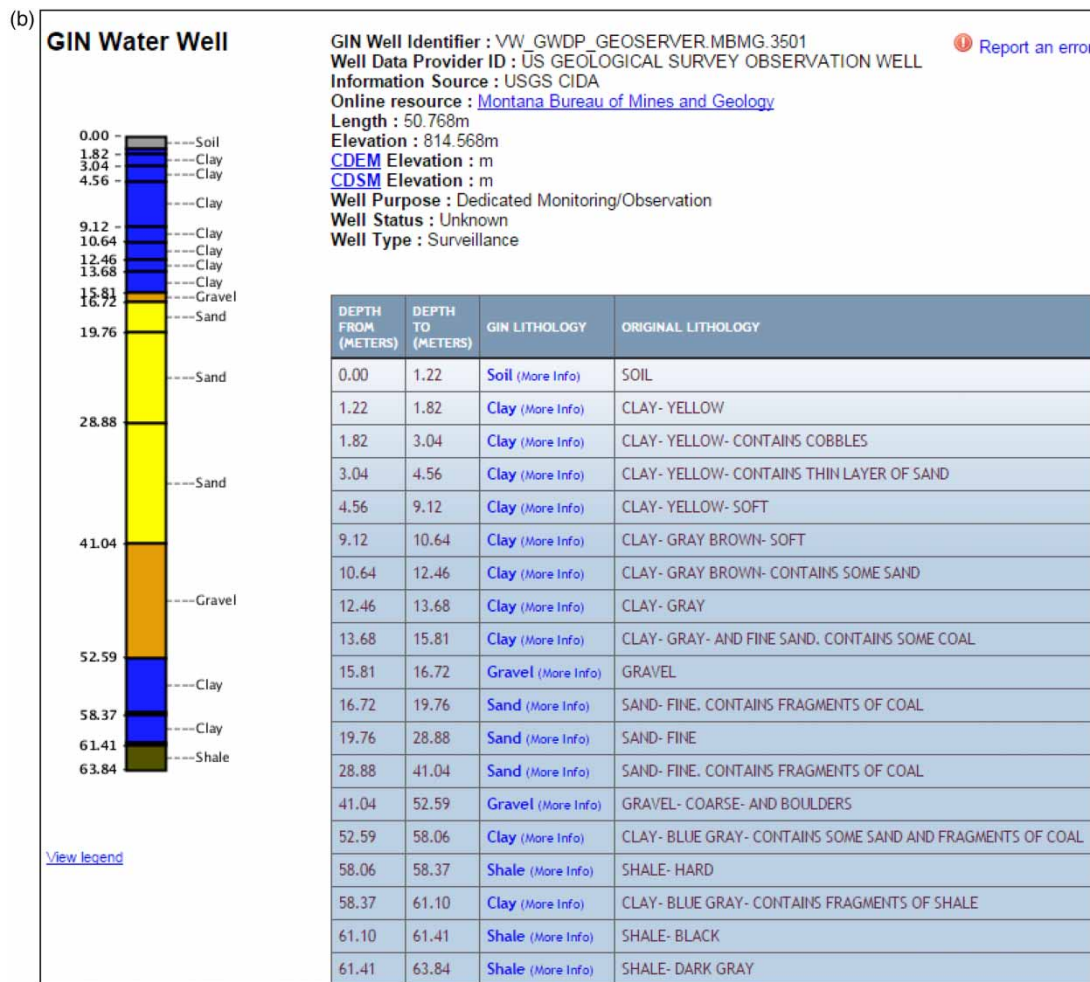 (b)
GIN Water Well
GIN Well Identifier : VW_GWDP_GEOSERVER.MBMG.3501
Report an error
Well Data Provider ID : US GEOLOGICAL SURVEY OBSERVATION WELL
Information Source : USGS CIDA
Online resource : Montana Bureau of Mines and Geology
Length : 50.768m
Elevation : 814.568m
CDEM Elevation : m
CDSM Elevation : m
Well Purpose : Dedicated Monitoring/Observation
Well Status : Unknown
Well Type : Surveillance
0.00
Soil
1.82
Clay
3.04
Clay
4.56
Clay
9.12
Clay
10.64
Clay
12.46
Clay
13.68
Clay
15.81
Gravel
16.72
Sand
19.76
Sand
28.88
Sand
41.04
Gravel
52.59
Clay
58.37
Clay
61.41
Shale
63.84
View legend
DEPTH FROM (METERS) DEPTH TO (METERS) GIN LITHOLOGY ORIGINAL LITHOLOGY
0.00 1.22 Soil (More Info) SOIL
1.22 1.82 Clay (More Info) CLAY- YELLOW
1.82 3.04 Clay (More Info) CLAY- YELLOW- CONTAINS COBBLES
3.04 4.56 Clay (More Info) CLAY- YELLOW- CONTAINS THIN LAYER OF SAND
4.56 9.12 Clay (More Info) CLAY- YELLOW- SOFT
9.12 10.64 Clay (More Info) CLAY- GRAY BROWN- SOFT
10.64 12.46 Clay (More Info) CLAY- GRAY BROWN- CONTAINS SOME SAND
12.46 13.68 Clay (More Info) CLAY- GRAY
13.68 15.81 Clay (More Info) CLAY- GRAY- AND FINE SAND. CONTAINS SOME COAL
15.81 16.72 Gravel (More Info) GRAVEL
16.72 19.76 Sand (More Info) SAND- FINE. CONTAINS FRAGMENTS OF COAL
19.76 28.88 Sand (More Info) SAND- FINE
28.88 41.04 Sand (More Info) SAND- FINE. CONTAINS FRAGMENTS OF COAL
41.04 52.59 Gravel (More Info) GRAVEL- COARSE- AND BOULDERS
52.59 58.06 Clay (More Info) CLAY- BLUE GRAY- CONTAINS SOME SAND AND FRAGMENTS OF COAL
58.06 58.37 Shale (More Info) SHALE- HARD
58.37 61.10 Clay (More Info) CLAY- BLUE GRAY- CONTAINS FRAGMENTS OF SHALE
61.10 61.41 Shale (More Info) SHALE- BLACK
61.41 63.84 Shale (More Info) SHALE- DARK GRAY